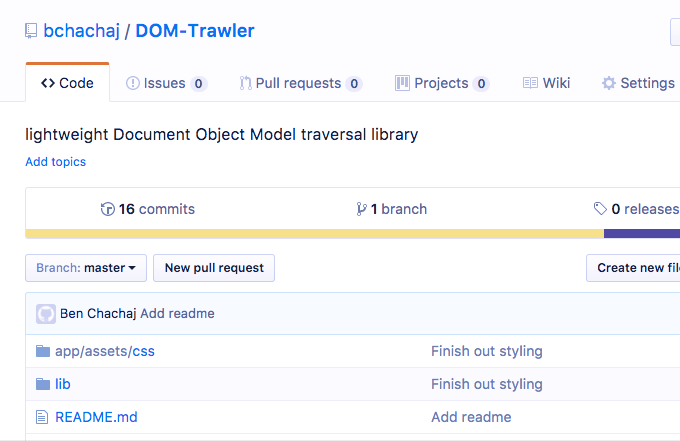 bchachaj / DOM-Trawler
Code Issues 0 Pull requests 0 Projects 0 Wiki Settings
lightweight Document Object Model traversal library
Add topics
16 commits 1 branch 0 releases
Branch: master New pull request Create new file
Ben Chachaj Add readme
app/assets/css Finish out styling
lib Finish out styling
README.md Add readme